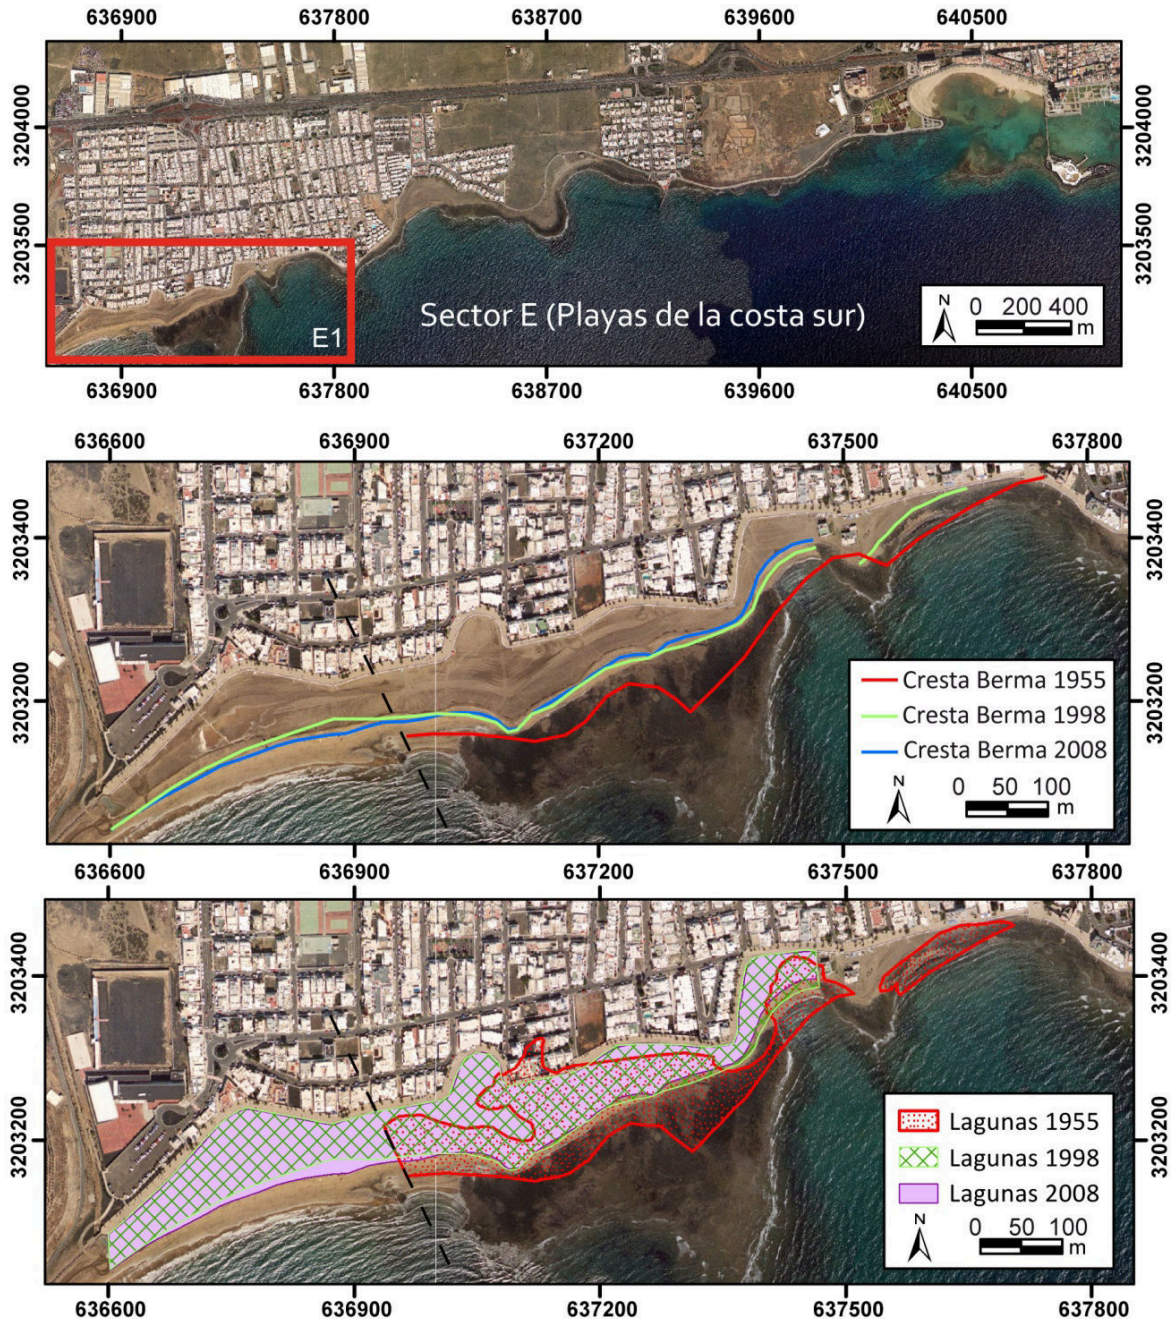 636900 637800 638700 639600 640500
3204000 3204000
3203500 3203500
Sector E (Playas de la costa sur)
E1
N 0 200 400
m
636900 637800 638700 639600 640500
636600 636900 637200 637500 637800
3203400 3203400
3203200 3203200
Cresta Berma 1955
Cresta Berma 1998
Cresta Berma 2008
N 0 50 100
m
636600 636900 637200 637500 637800
3203400 3203400
3203200 3203200
Lagunas 1955
Lagunas 1998
Lagunas 2008
N 0 50 100
m
636600 636900 637200 637500 637800